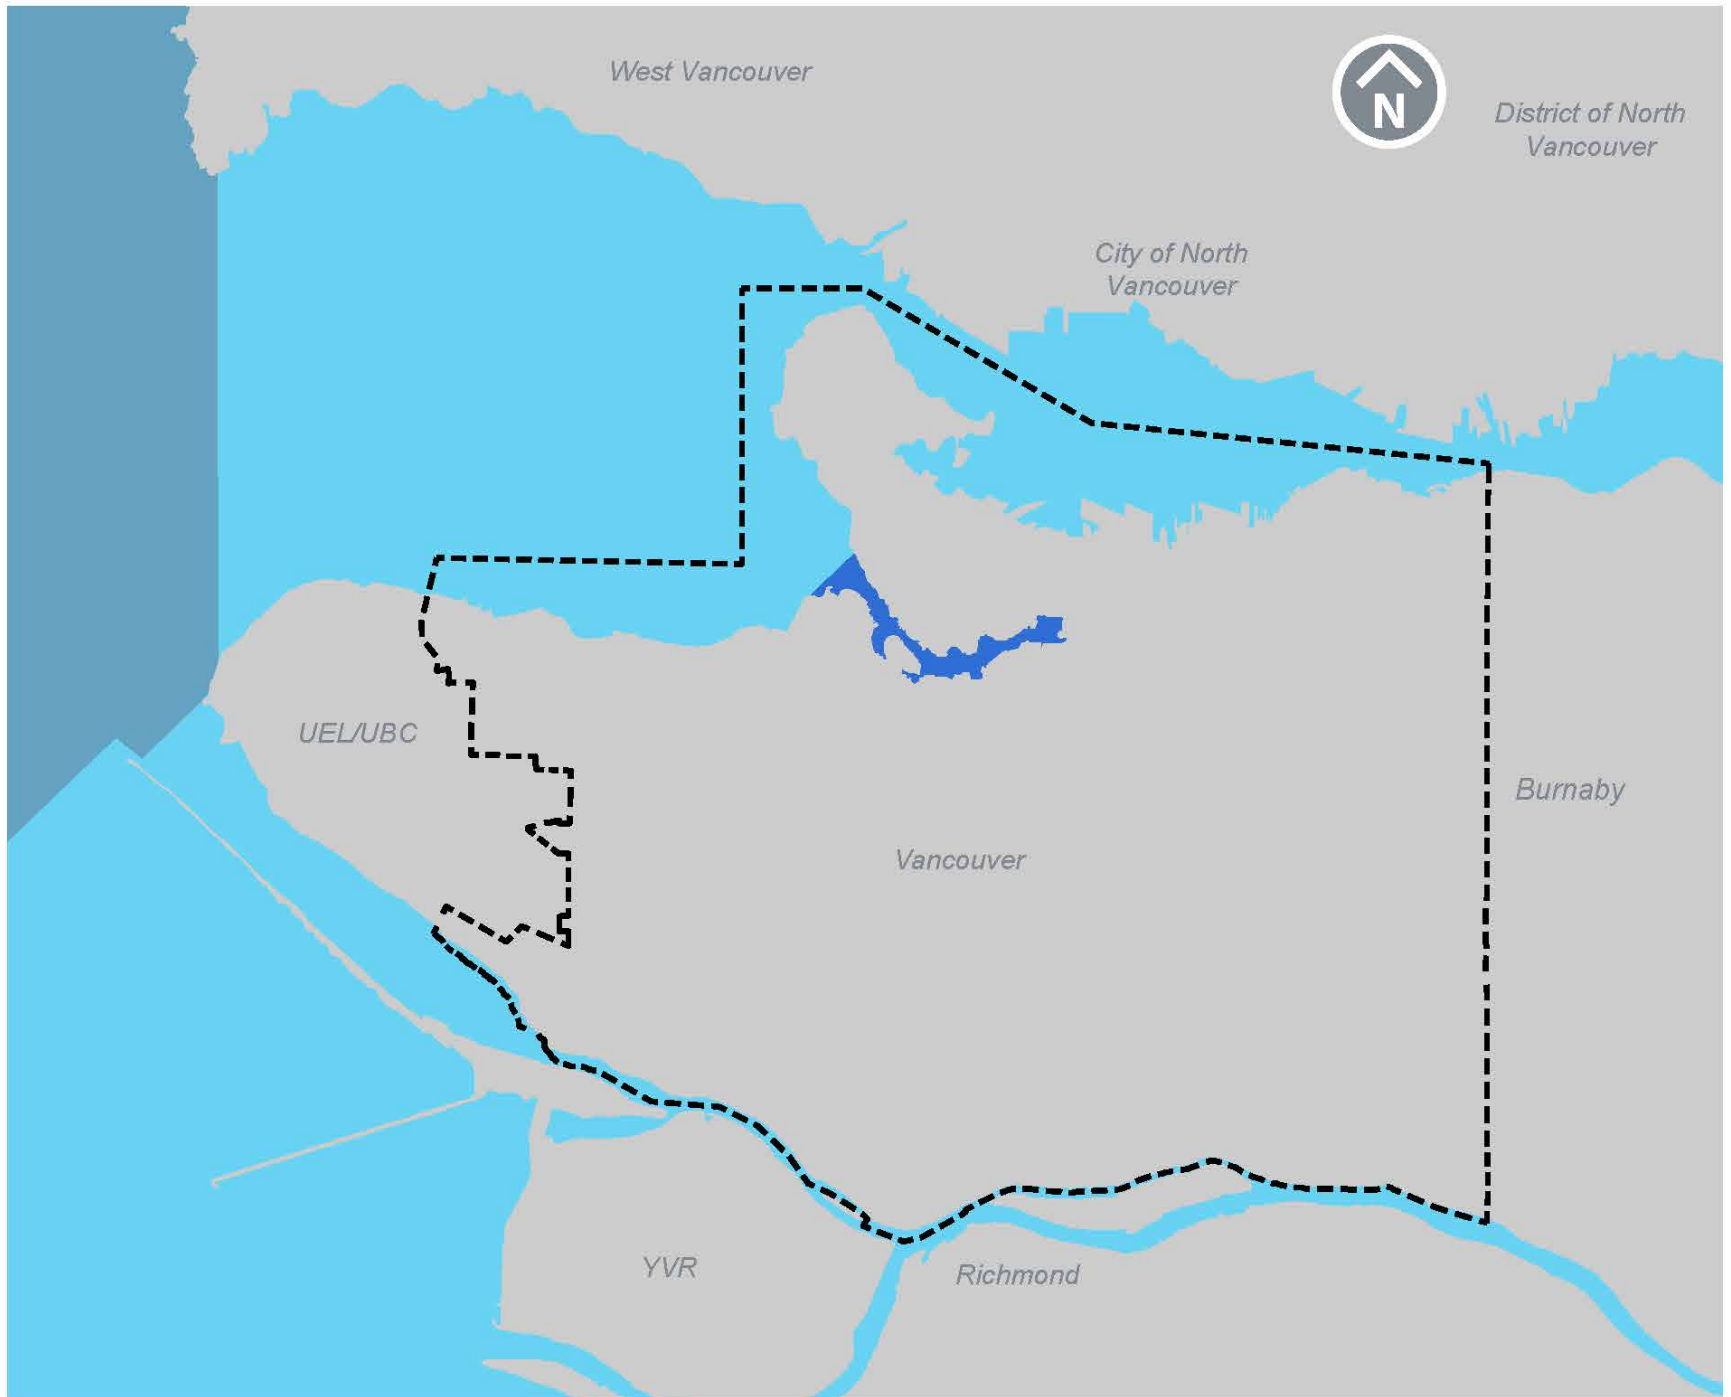 West Vancouver
N
District of North
Vancouver
City of North
Vancouver
UEL/UBC
Burnaby
Vancouver
YVR
Richmond